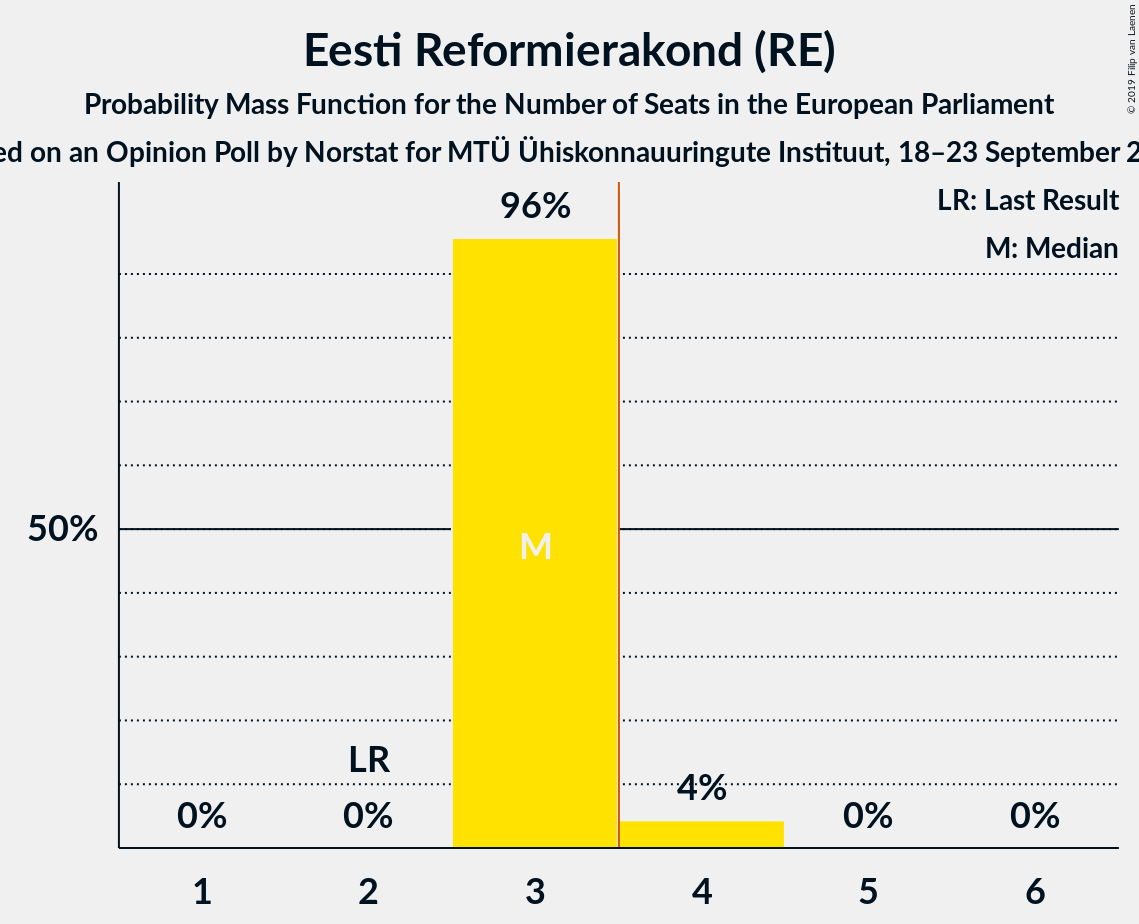 Eesti Reformierakond (RE)
Probability Mass Function for the Number of Seats in the European Parliament
on an Opinion Poll by Norstat for MTÜ Ühiskonnauuringute Instituut, 18–23 September
© 2019 Filip van Laenen
LR: Last Result
M: Median
96%
50%
M
LR
4%
0%
0%
0%
0%
1
2
3
4
5
6